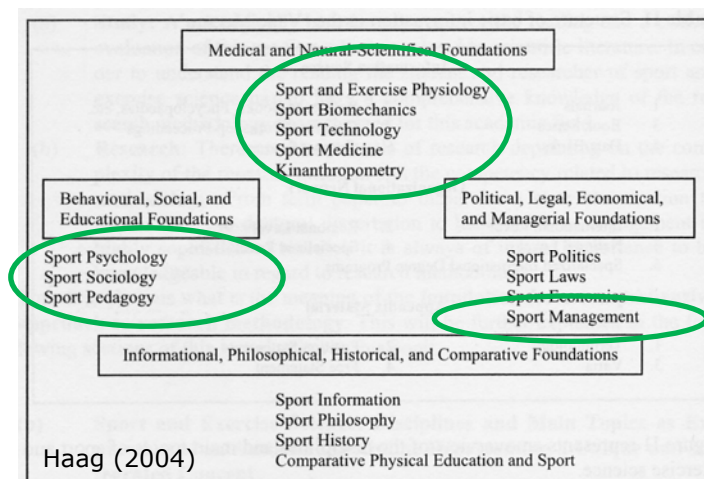 Medical and Natural-Scientifical Foundations
Sport and Exercise Physiology
Sport Biomechanics
Sport Technology
Sport Medicine
Kinanthropometry
Behavioural, Social, and
Educational Foundations
Sport Psychology
Sport Sociology
Sport Pedagogy
Political, Legal, Economical,
and Managerial Foundations
Sport Politics
Sport Laws
Sport Economics
Sport Management
Informational, Philosophical, Historical, and Comparative Foundations
Sport Information
Sport Philosophy
Sport History
Comparative Physical Education and Sport
Haag (2004)